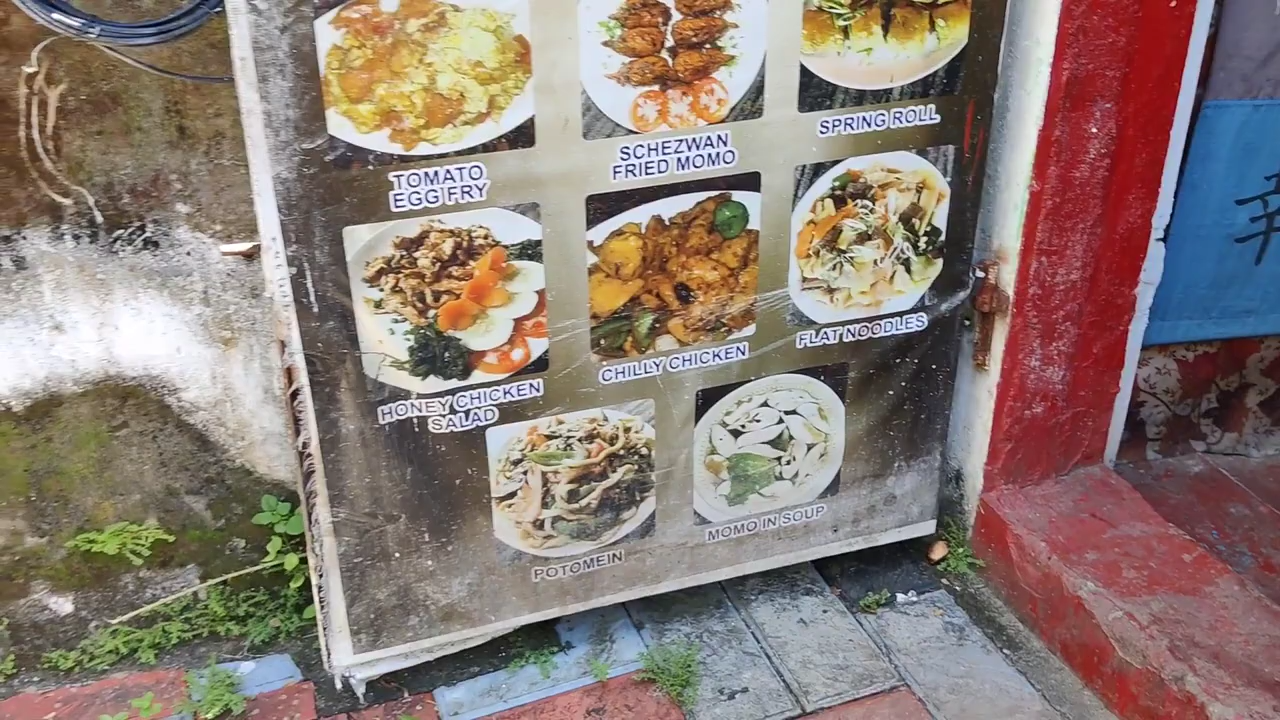 TOMATO
EGG FRY
SCHEZWAN
FRIED MOMO
SPRING ROLL
HONEY CHICKEN
SALAD
CHILLY CHICKEN
FLAT NOODLES
POTOMEIN
MOMO IN SOUP
幸